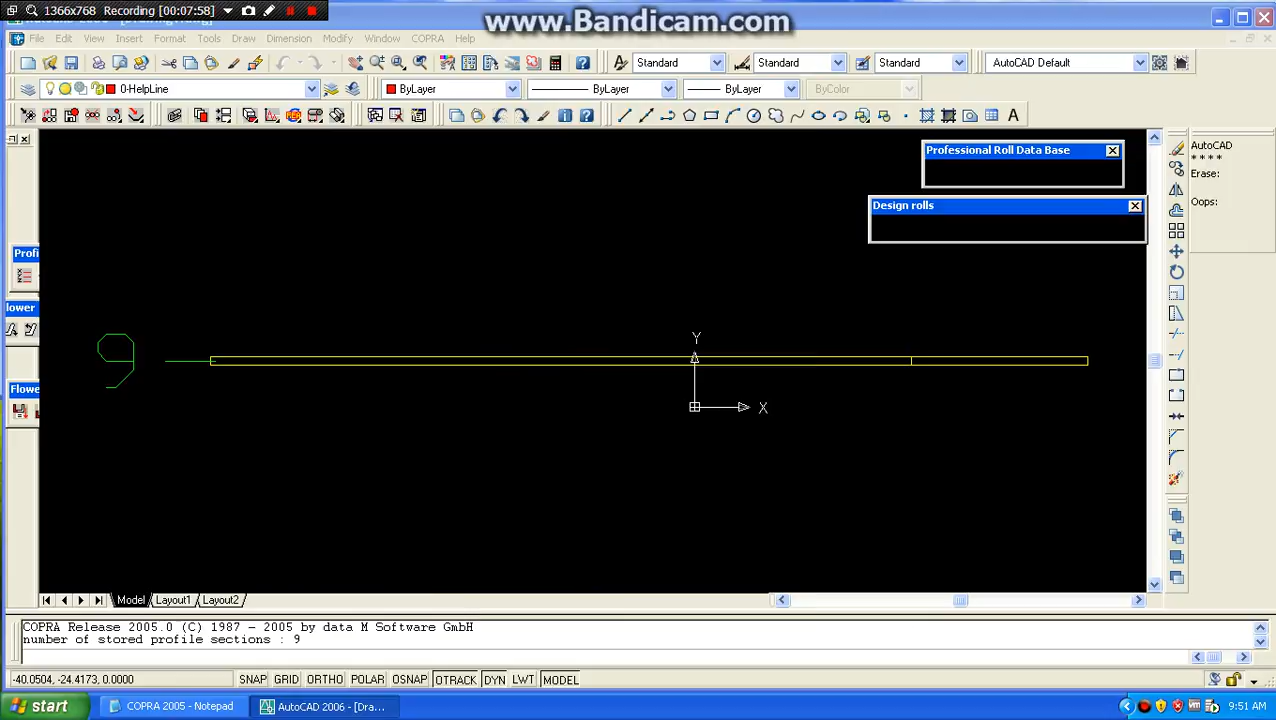 1366x768 Recording [00:07:58]
www.Bandicam.com
File Edit View Insert Format Tools Draw Dimension Modify Window COPRA Help
Standard Standard Standard AutoCAD Default
0-HelpLine ByLayer ByLayer ByLayer ByColor
Professional Roll Data Base
Design rolls
AutoCAD
* * * *
Erase:
Oops:
Profi
lower
Flowe
9
Y
X
Model Layout1 Layout2
COPRA Release 2005.0 (C) 1987 - 2005 by data M Software GmbH
number of stored profile sections : 9
-40.0504, -24.4173, 0.0000 SNAP GRID ORTHO POLAR OSNAP OTRACK DYN LWT MODEL
start COPRA 2005 - Notepad AutoCAD 2006 - [Dra... 9:51 AM